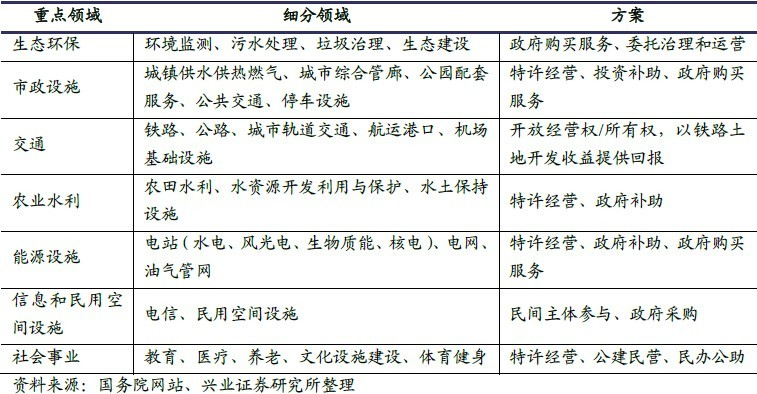 重点领域 细分领域 方案
生态环保 环境监测、污水处理、垃圾治理、生态建设 政府购买服务、委托治理和运营
市政设施 城镇供水供热燃气、城市综合管廊、公园配套 特许经营、投资补助、政府购买
服务、公共交通、停车设施 服务
交通 铁路、公路、城市轨道交通、航运港口、机场 开放经营权/所有权，以铁路土
基础设施 地开发收益提供回报
农业水利 农田水利、水资源开发利用与保护、水土保持 特许经营、政府补助
设施
能源设施 电站（水电、风光电、生物质能、核电）、电网、 特许经营、政府补助、政府购买
油气管网 服务
信息和民用空 电信、民用空间设施 民间主体参与、政府采购
间设施
社会事业 教育、医疗、养老、文化设施建设、体育健身 特许经营、公建民营、民办公助
资料来源：国务院网站、兴业证券研究所整理